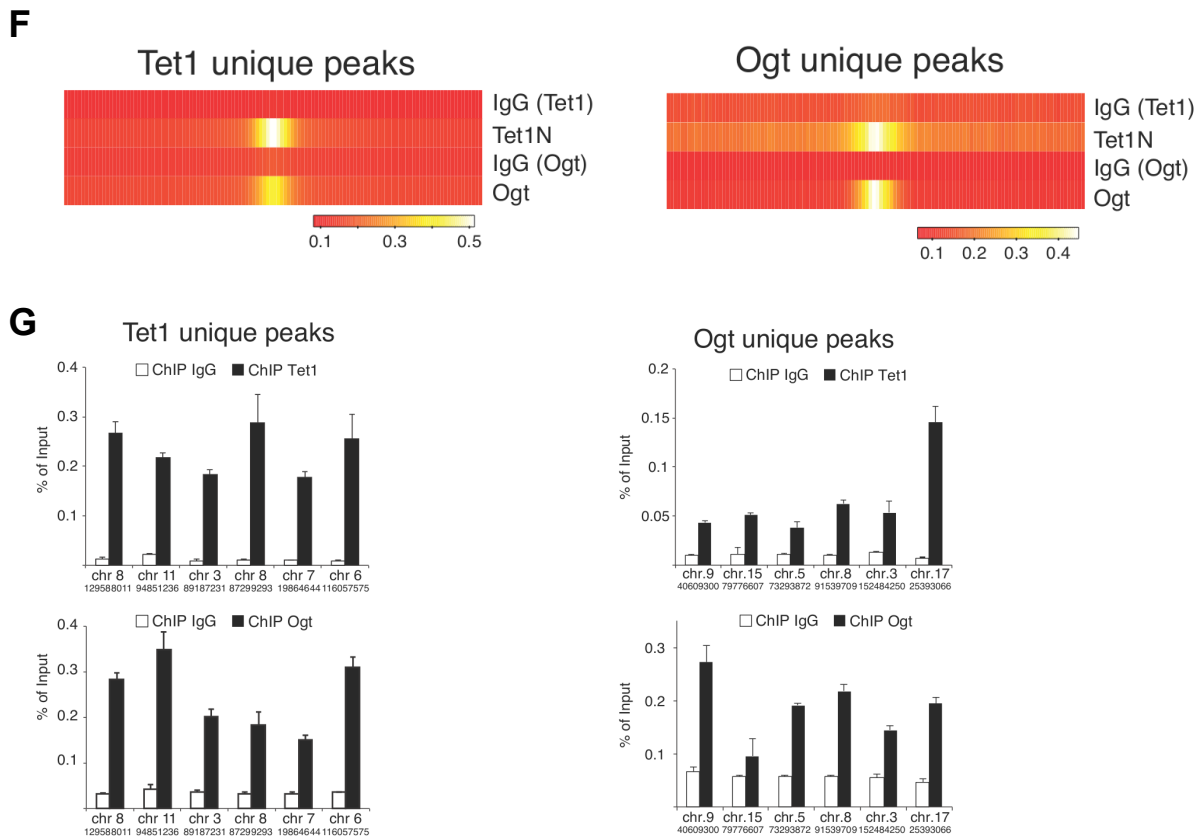 F
Tet1 unique peaks
IgG (Tet1)
Tet1N
IgG (Ogt)
Ogt
0.1 0.3 0.5
Ogt unique peaks
IgG (Tet1)
Tet1N
IgG (Ogt)
Ogt
0.1 0.2 0.3 0.4
G
Tet1 unique peaks
ChIP IgG ChIP Tet1
% of Input
0.4
0.3
0.2
0.1
chr 8 chr 11 chr 3 chr 8 chr 7 chr 6
129588011 94851236 89187231 87299293 19864644 116057575
ChIP IgG ChIP Ogt
% of Input
0.4
0.3
0.2
0.1
chr 8 chr 11 chr 3 chr 8 chr 7 chr 6
129588011 94851236 89187231 87299293 19864644 116057575
Ogt unique peaks
ChIP IgG ChIP Tet1
% of Input
0.2
0.15
0.1
0.05
chr.9 chr.15 chr.5 chr.8 chr.3 chr.17
40609300 79776607 73293872 91539709 152484250 25393066
ChIP IgG ChIP Ogt
% of Input
0.3
0.2
0.1
chr.9 chr.15 chr.5 chr.8 chr.3 chr.17
40609300 79776607 73293872 91539709 152484250 25393066